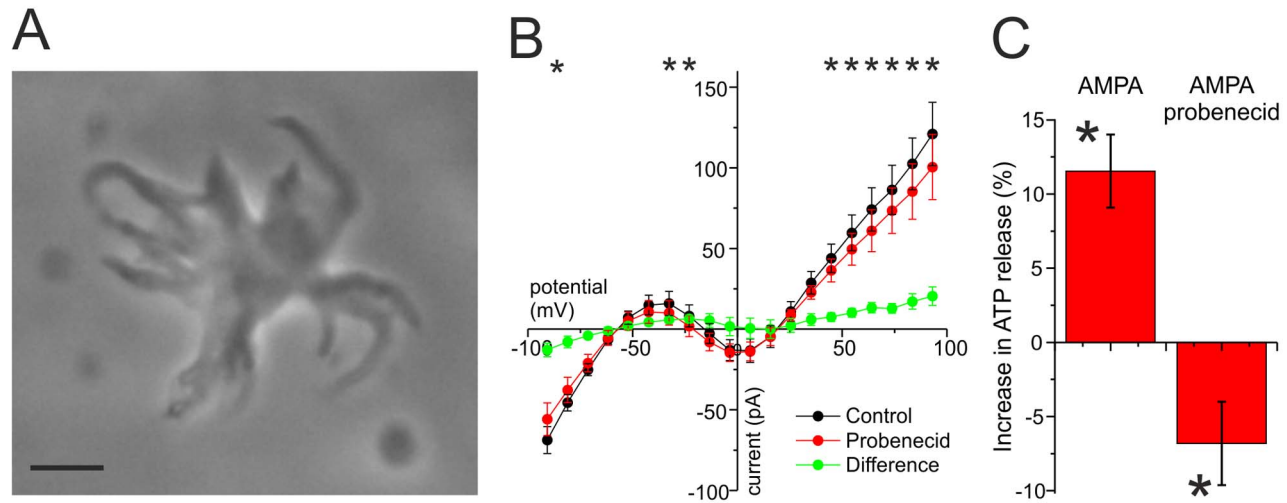 A
B
C
*
**
******
150
100
50
potential
(mV)
-100
-50
0
50
100
-50
-100
current (pA)
Control
Probenecid
Difference
AMPA
AMPA
probenecid
Increase in ATP release (%)
15
10
5
0
-5
-10
*
*